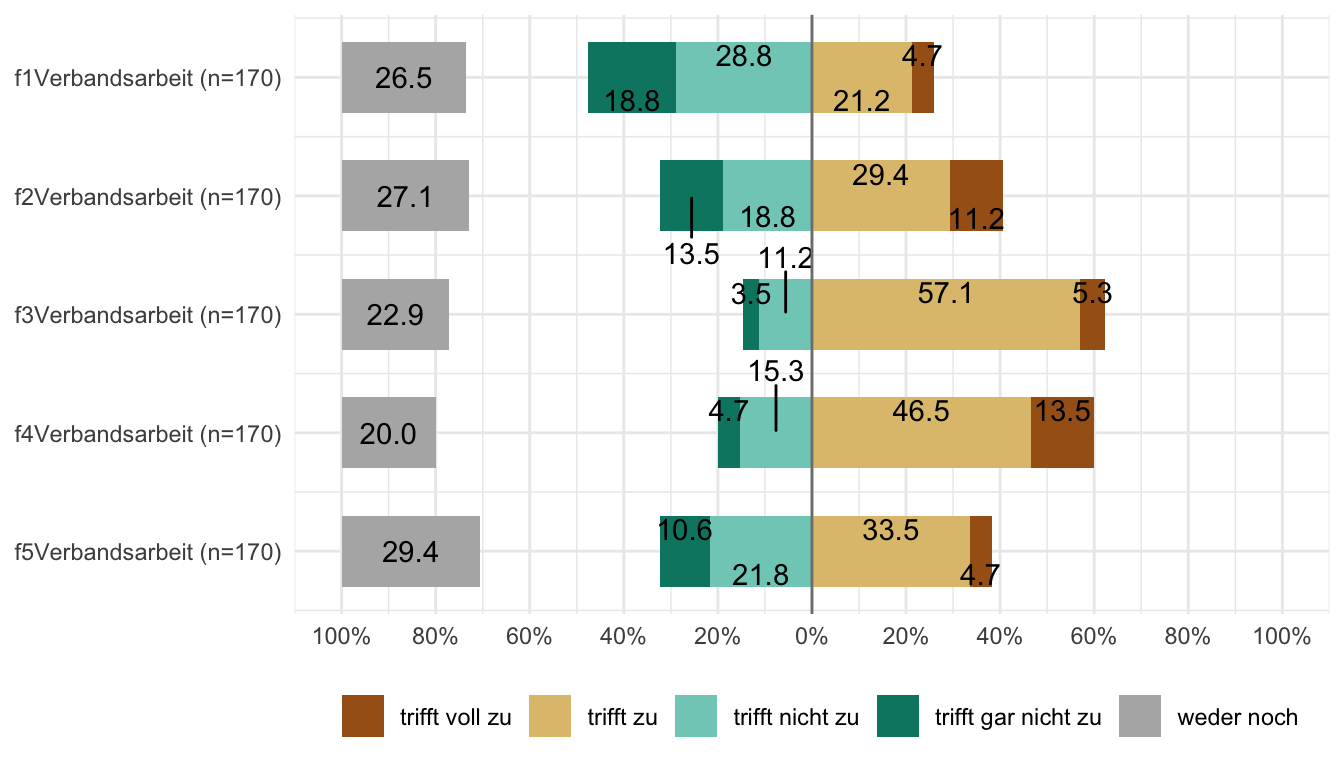 f1Verbandsarbeit (n=170) 26.5 18.8 28.8 21.2 4.7
f2Verbandsarbeit (n=170) 27.1 13.5 18.8 29.4 11.2
f3Verbandsarbeit (n=170) 22.9 3.5 11.2 57.1 5.3
f4Verbandsarbeit (n=170) 20.0 4.7 15.3 46.5 13.5
f5Verbandsarbeit (n=170) 29.4 10.6 21.8 33.5 4.7
100% 80% 60% 40% 20% 0% 20% 40% 60% 80% 100%
trifft voll zu trifft zu trifft nicht zu trifft gar nicht zu weder noch